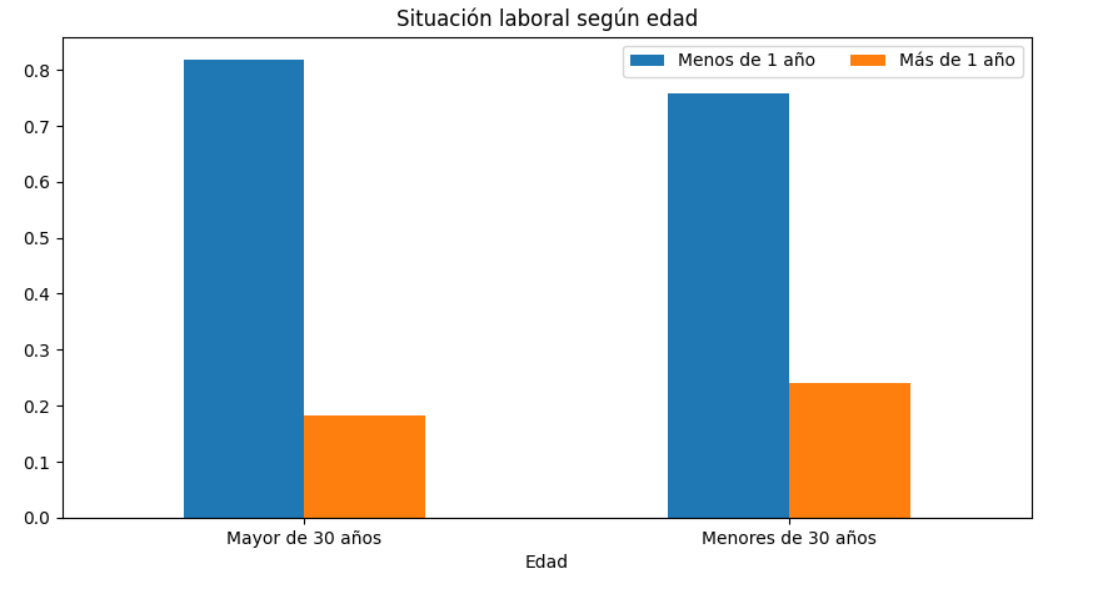 Situación laboral según edad
Menos de 1 año Más de 1 año
0.8
0.7
0.6
0.5
0.4
0.3
0.2
0.1
0.0
Mayor de 30 años Menores de 30 años
Edad